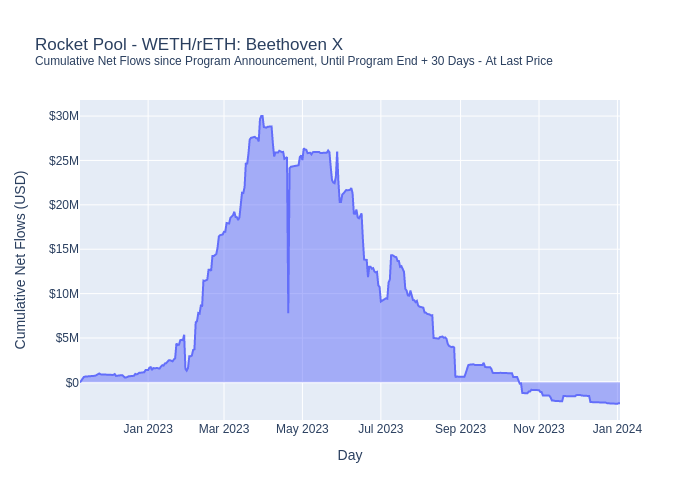 Rocket Pool - WETH/rETH: Beethoven X
Cumulative Net Flows since Program Announcement, Until Program End + 30 Days - At Last Price
Cumulative Net Flows (USD)
$30M
$25M
$20M
$15M
$10M
$5M
$0
Jan 2023
Mar 2023
May 2023
Jul 2023
Sep 2023
Nov 2023
Jan 2024
Day